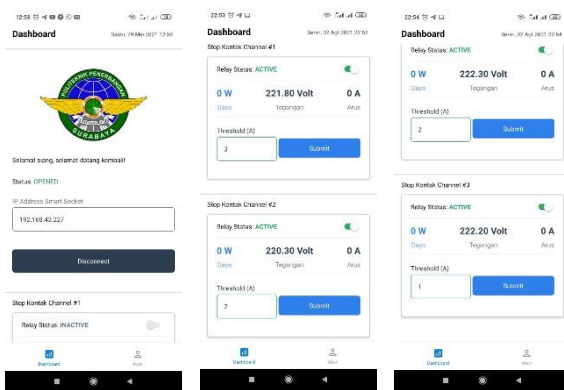 12:58
Dashboard
Sabtu, 29 Mei 2021 12:58
POLITEKNIK PENERBANGAN
SURABAYA
Selamat siang, selamat datang kembali!
Status: OPENED
IP Address Smart Socket
192.168.43.227
Disconnect
Stop Kontak Channel #1
Relay Status: INACTIVE
Dashboard
Akun
22:53
Dashboard
Senin, 02 Agt 2021 22:53
Stop Kontak Channel #1
Relay Status: ACTIVE
0 W 221.80 Volt 0 A
Daya Tegangan Arus
Threshold (A)
3 Submit
Stop Kontak Channel #2
Relay Status: ACTIVE
0 W 220.30 Volt 0 A
Daya Tegangan Arus
Threshold (A)
2 Submit
Dashboard
Akun
22:54
Dashboard
Senin, 02 Agt 2021 22:54
Relay Status: ACTIVE
0 W 222.30 Volt 0 A
Daya Tegangan Arus
Threshold (A)
2 Submit
Stop Kontak Channel #3
Relay Status: ACTIVE
0 W 222.20 Volt 0 A
Daya Tegangan Arus
Threshold (A)
1 Submit
Dashboard
Akun